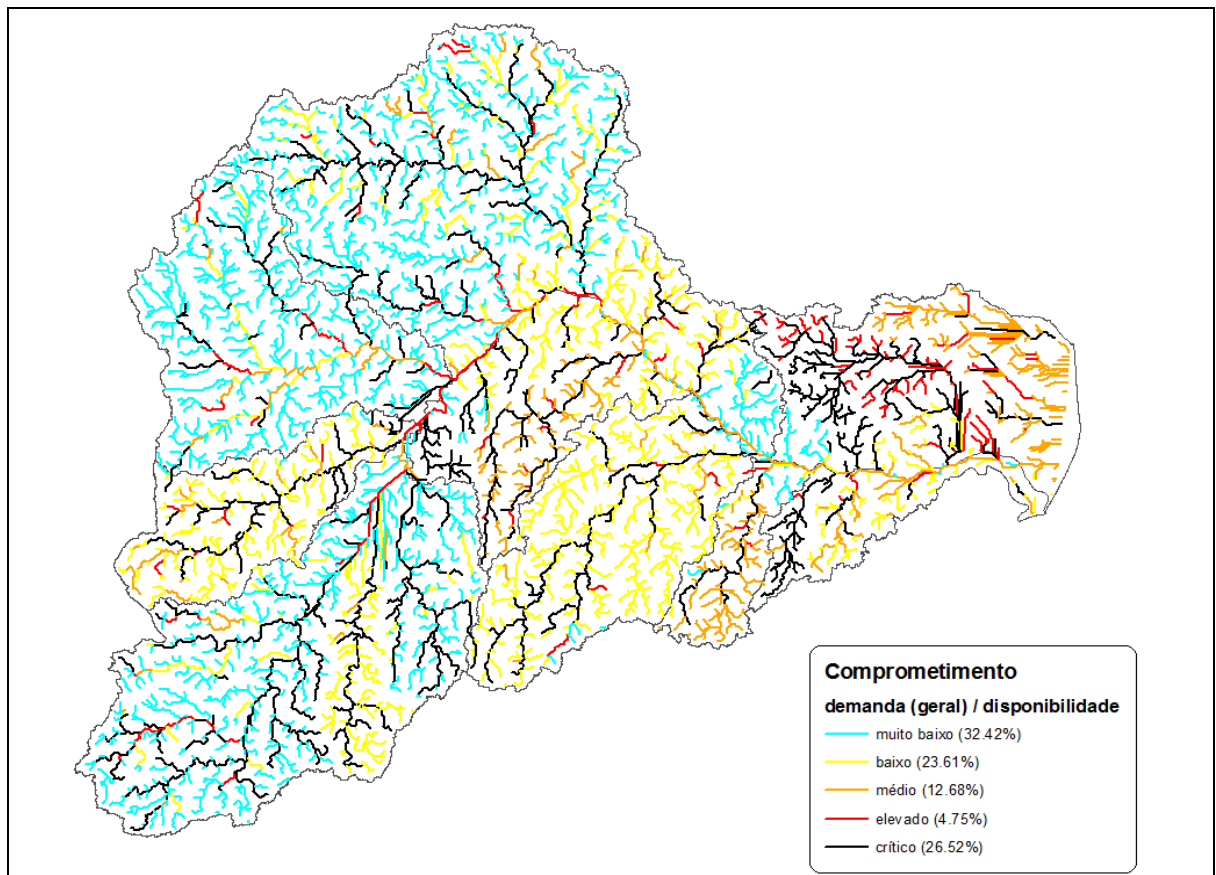 Comprometimento
demanda (geral) / disponibilidade
muito baixo (32.42%)
baixo (23.61%)
médio (12.68%)
elevado (4.75%)
crítico (26.52%)